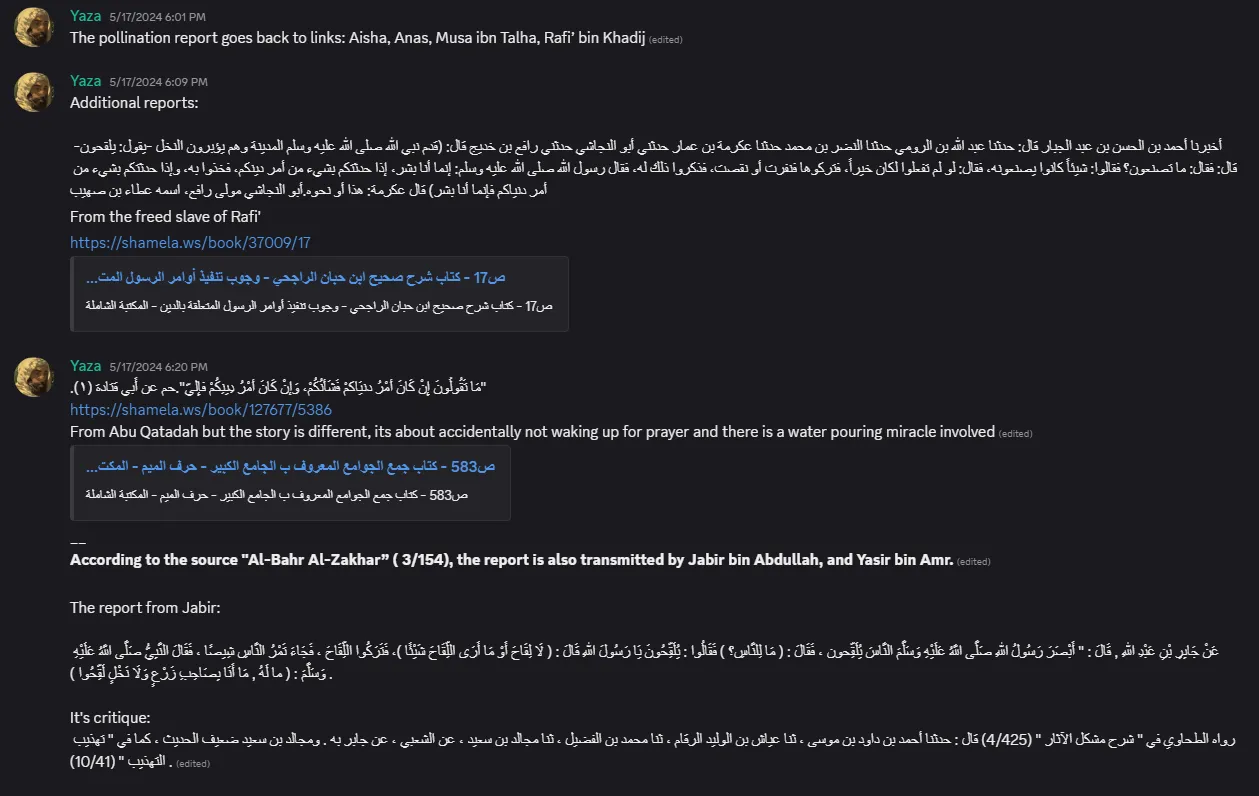 Yaza 5/17/2024 6:01 PM
The pollination report goes back to links: Aisha, Anas, Musa ibn Talha, Rafi’ bin Khadij (edited)
Yaza 5/17/2024 6:09 PM
Additional reports:
أخبرنا أحمد بن الحسن بن عبد الجبار قال: حدثنا عبد الله بن الرومي حدثنا النضر بن محمد حدثنا عكرمة بن عمار حدثني أبو النجاشي حدثني رافع بن خديج قال: (قدم نبي الله صلى الله عليه وسلم المدينة وهم يؤبرون النخل -يقول: يلقحون-
قال: فقال: ما تصنعون؟ فقالوا: شيئاً كانوا يصنعونه، فقال: لو لم تفعلوا لكان خيراً، فتركوها فنفرت أو نقصت، فذكروا ذلك له، فقال رسول الله صلى الله عليه وسلم: إنما أنا بشر، إذا حدثتكم بشيء من أمر دينكم، فخذوا به، وإذا حدثتكم بشيء من
أمر دنياكم فإنما أنا بشر) قال عكرمة: هذا أو نحوه.أبو النجاشي مولى رافع، اسمه عطاء بن صهيب
From the freed slave of Rafi'
https://shamela.ws/book/37009/17
ص17 - كتاب شرح صحيح ابن حبان الراجحي - وجوب تنفيذ أوامر الرسول المت...
ص17 - كتاب شرح صحيح ابن حبان الراجحي - وجوب تنفيذ أوامر الرسول المتعلقة بالدين - المكتبة الشاملة
Yaza 5/17/2024 6:20 PM
"مَا تَقُولُونَ إِنْ كَانَ أمْرُ دنيَاكمْ فَشَأنُكُمْ، وَإنْ كَانَ أمْرُ دِينِكُمْ فَإِلىَّ".حم عن أبي قتادة (١).
https://shamela.ws/book/127677/5386
From Abu Qatadah but the story is different, its about accidentally not waking up for prayer and there is a water pouring miracle involved (edited)
ص583 - كتاب جمع الجوامع المعروف ب الجامع الكبير - حرف الميم - المكت...
ص583 - كتاب جمع الجوامع المعروف ب الجامع الكبير - حرف الميم - المكتبة الشاملة
__
According to the source "Al-Bahr Al-Zakhar” ( 3/154), the report is also transmitted by Jabir bin Abdullah, and Yasir bin Amr. (edited)
The report from Jabir:
عَنْ جَابِرِ بْنِ عَبْدِ اللهِ , قَالَ : " أَبْصَرَ رَسُولُ اللهِ صَلَّى اللهُ عَلَيْهِ وَسَلَّمَ النَّاسَ يُلَقِّحون ، فَقَالَ : ( مَا لِلنَّاسِ؟ ) فَقَالُوا : يُلَقِّحُونَ يَا رَسُولَ اللهِ قَالَ : ( لَا لِقَاحَ أَوْ مَا أَرَى اللِّقَاحَ شَيْئًا )، فَتَرَكُوا اللِّقَاحَ ، فَجَاءَ تَمْرُ النَّاسِ شِيصًا ، فَقَالَ النَّبِيُّ صَلَّى اللهُ عَلَيْهِ
وَسَلَّمَ : ( ما لَهُ , مَا أَنَا بِصَاحِبِ زَرْعٍ وَلَا نَخْلٍ لَقِّحُوا ) .
It's critique:
رواه الطحاوي في " شرح مشكل الآثار " (4/425) قال : حدثنا أحمد بن داود بن موسى ، ثنا عياش بن الوليد الرقام ، ثنا محمد بن الفضيل ، ثنا مجالد بن سعيد ، عن الشعبي ، عن جابر به . ومجالد بن سعيد ضعيف الحديث ، كما في " تهذيب
التهذيب " (10/41) . (edited)